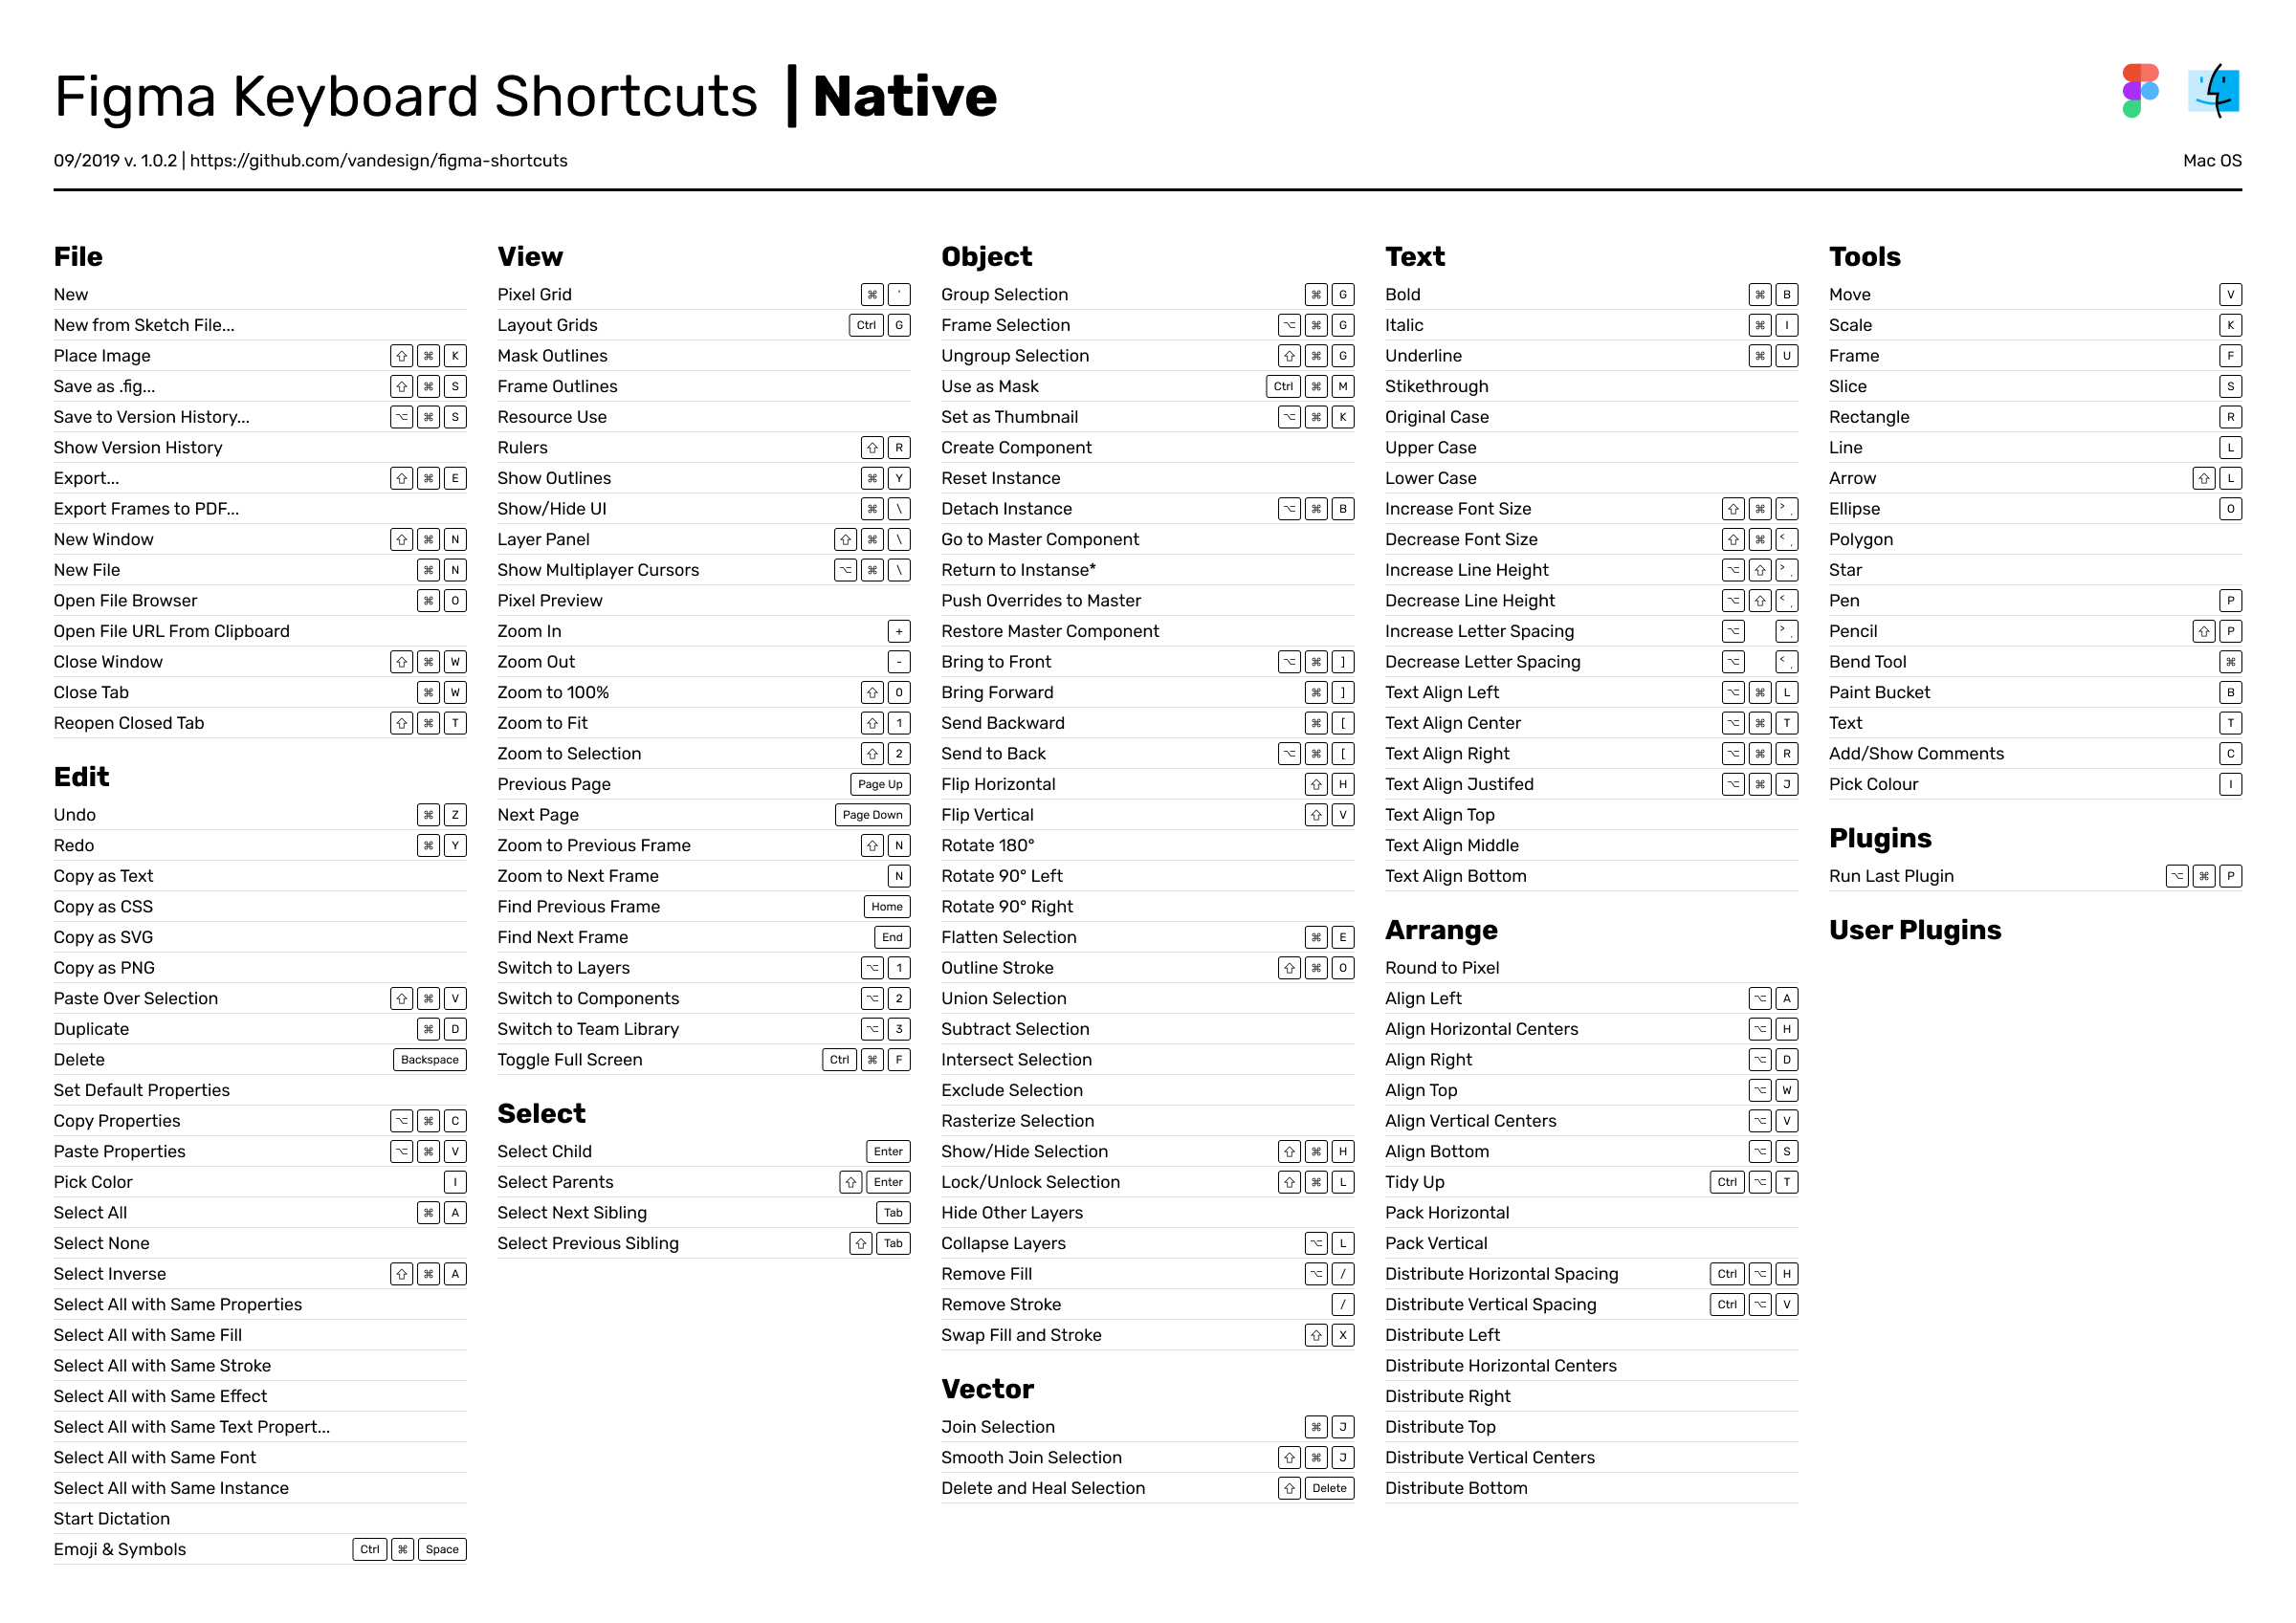 Figma Keyboard Shortcuts | Native
09/2019 v. 1.0.2 | https://github.com/vandesign/figma-shortcuts
Mac OS
File
New
New from Sketch File...
Place Image ⇧ ⌘ K
Save as .fig... ⇧ ⌘ S
Save to Version History... ⌥ ⌘ S
Show Version History
Export... ⇧ ⌘ E
Export Frames to PDF...
New Window ⇧ ⌘ N
New File ⌘ N
Open File Browser ⌘ O
Open File URL From Clipboard
Close Window ⇧ ⌘ W
Close Tab ⌘ W
Reopen Closed Tab ⇧ ⌘ T
Edit
Undo ⌘ Z
Redo ⌘ Y
Copy as Text
Copy as CSS
Copy as SVG
Copy as PNG
Paste Over Selection ⇧ ⌘ V
Duplicate ⌘ D
Delete Backspace
Set Default Properties
Copy Properties ⌥ ⌘ C
Paste Properties ⌥ ⌘ V
Pick Color I
Select All ⌘ A
Select None
Select Inverse ⇧ ⌘ A
Select All with Same Properties
Select All with Same Fill
Select All with Same Stroke
Select All with Same Effect
Select All with Same Text Propert...
Select All with Same Font
Select All with Same Instance
Start Dictation
Emoji & Symbols Ctrl ⌘ Space
View
Pixel Grid ⌘ '
Layout Grids Ctrl G
Mask Outlines
Frame Outlines
Resource Use
Rulers ⇧ R
Show Outlines ⌘ Y
Show/Hide UI ⌘ \
Layer Panel ⇧ ⌘ \
Show Multiplayer Cursors ⌥ ⌘ \
Pixel Preview
Zoom In +
Zoom Out -
Zoom to 100% ⇧ 0
Zoom to Fit ⇧ 1
Zoom to Selection ⇧ 2
Previous Page Page Up
Next Page Page Down
Zoom to Previous Frame ⇧ N
Zoom to Next Frame N
Find Previous Frame Home
Find Next Frame End
Switch to Layers ⌥ 1
Switch to Components ⌥ 2
Switch to Team Library ⌥ 3
Toggle Full Screen Ctrl ⌘ F
Select
Select Child Enter
Select Parents ⇧ Enter
Select Next Sibling Tab
Select Previous Sibling ⇧ Tab
Object
Group Selection ⌘ G
Frame Selection ⌥ ⌘ G
Ungroup Selection ⇧ ⌘ G
Use as Mask Ctrl ⌘ M
Set as Thumbnail ⌥ ⌘ K
Create Component
Reset Instance
Detach Instance ⌥ ⌘ B
Go to Master Component
Return to Instanse*
Push Overrides to Master
Restore Master Component
Bring to Front ⌥ ⌘ ]
Bring Forward ⌘ ]
Send Backward ⌘ [
Send to Back ⌥ ⌘ [
Flip Horizontal ⇧ H
Flip Vertical ⇧ V
Rotate 180°
Rotate 90° Left
Rotate 90° Right
Flatten Selection ⌘ E
Outline Stroke ⇧ ⌘ O
Union Selection
Subtract Selection
Intersect Selection
Exclude Selection
Rasterize Selection
Show/Hide Selection ⇧ ⌘ H
Lock/Unlock Selection ⇧ ⌘ L
Hide Other Layers
Collapse Layers ⌥ L
Remove Fill ⌥ /
Remove Stroke /
Swap Fill and Stroke ⇧ X
Vector
Join Selection ⌘ J
Smooth Join Selection ⇧ ⌘ J
Delete and Heal Selection ⇧ Delete
Text
Bold ⌘ B
Italic ⌘ I
Underline ⌘ U
Stikethrough
Original Case
Upper Case
Lower Case
Increase Font Size ⇧ ⌘ > .
Decrease Font Size ⇧ ⌘ < ,
Increase Line Height ⌥ ⇧ > .
Decrease Line Height ⌥ ⇧ < ,
Increase Letter Spacing ⌥ > .
Decrease Letter Spacing ⌥ < ,
Text Align Left ⌥ ⌘ L
Text Align Center ⌥ ⌘ T
Text Align Right ⌥ ⌘ R
Text Align Justifed ⌥ ⌘ J
Text Align Top
Text Align Middle
Text Align Bottom
Arrange
Round to Pixel
Align Left ⌥ A
Align Horizontal Centers ⌥ H
Align Right ⌥ D
Align Top ⌥ W
Align Vertical Centers ⌥ V
Align Bottom ⌥ S
Tidy Up Ctrl ⌥ T
Pack Horizontal
Pack Vertical
Distribute Horizontal Spacing Ctrl ⌥ H
Distribute Vertical Spacing Ctrl ⌥ V
Distribute Left
Distribute Horizontal Centers
Distribute Right
Distribute Top
Distribute Vertical Centers
Distribute Bottom
Tools
Move V
Scale K
Frame F
Slice S
Rectangle R
Line L
Arrow ⇧ L
Ellipse O
Polygon
Star
Pen P
Pencil ⇧ P
Bend Tool ⌘
Paint Bucket B
Text T
Add/Show Comments C
Pick Colour I
Plugins
Run Last Plugin ⌥ ⌘ P
User Plugins